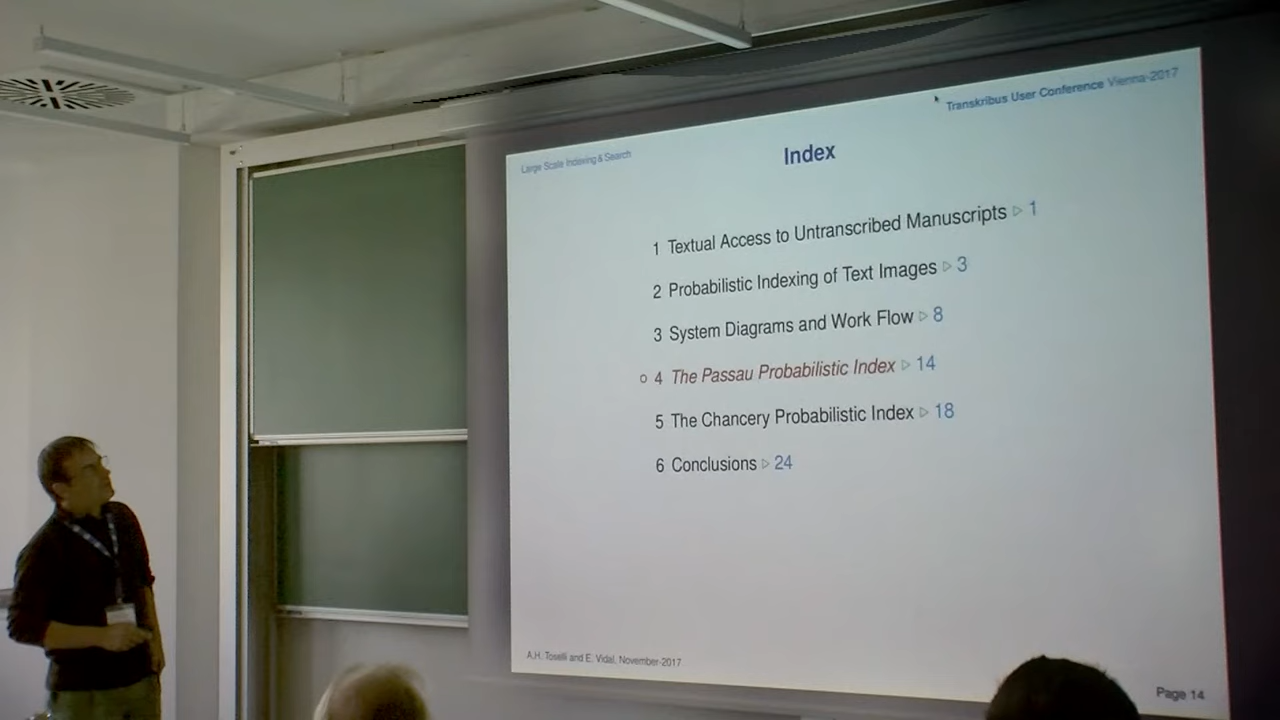 Transkribus User Conference Vienna-2017
Large Scale Indexing & Search
Index
1 Textual Access to Untranscribed Manuscripts ▷ 1
2 Probabilistic Indexing of Text Images ▷ 3
3 System Diagrams and Work Flow ▷ 8
○ 4 The Passau Probabilistic Index ▷ 14
5 The Chancery Probabilistic Index ▷ 18
6 Conclusions ▷ 24
A.H. Toselli and E. Vidal, November-2017
Page 14